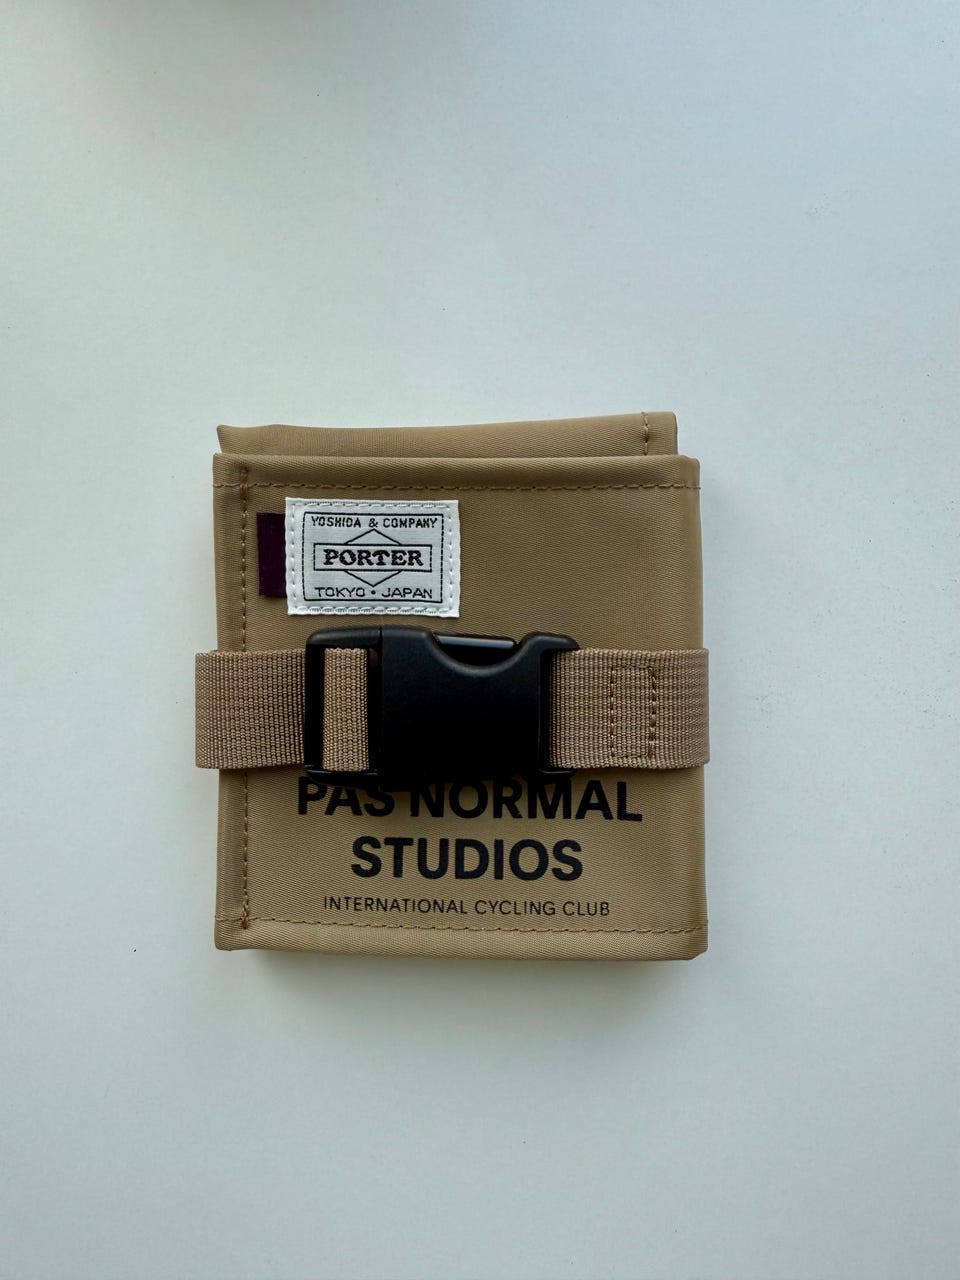 YOSHIDA & COMPANY
PORTER
TOKYO • JAPAN
PAS NORMAL
STUDIOS
INTERNATIONAL CYCLING CLUB